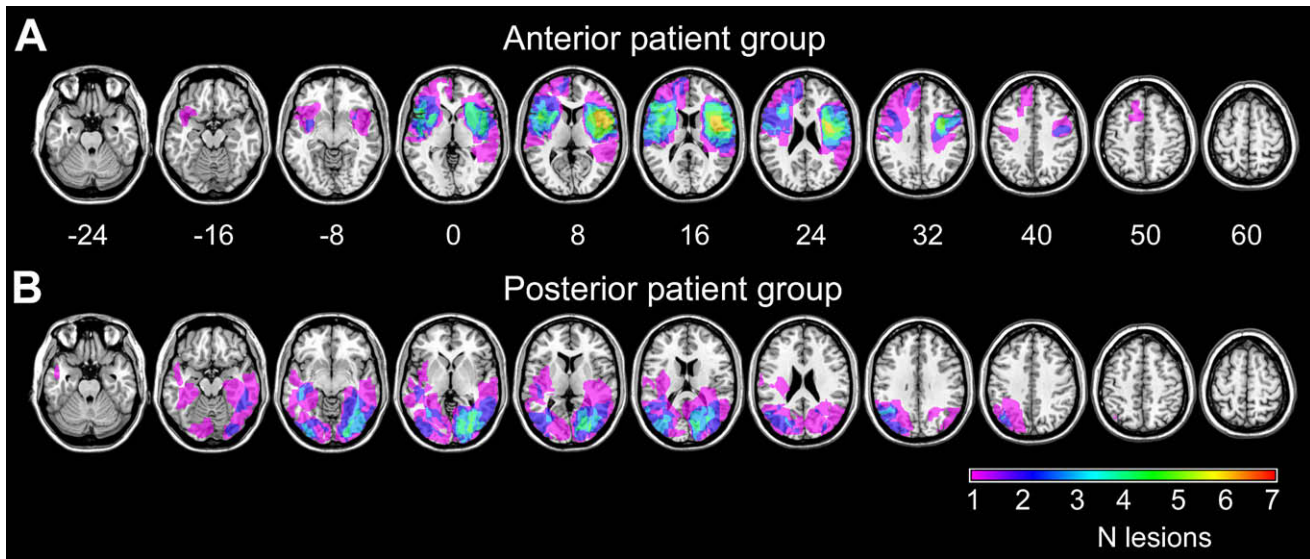 A
Anterior patient group
-24 -16 -8 0 8 16 24 32 40 50 60
B
Posterior patient group
1 2 3 4 5 6 7
N lesions